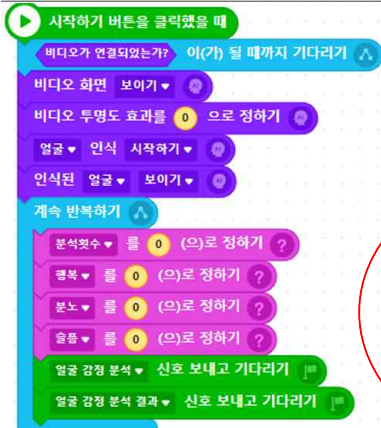 시작하기 버튼을 클릭했을 때
비디오가 연결되었는가? 이(가) 될 때까지 기다리기
비디오 화면 보이기
비디오 투명도 효과를 0 으로 정하기
얼굴 인식 시작하기
인식된 얼굴 보이기
계속 반복하기
분석횟수 를 0 (으)로 정하기 ?
행복 를 0 (으)로 정하기 ?
분노 를 0 (으)로 정하기 ?
슬픔 를 0 (으)로 정하기 ?
얼굴 감정 분석 신호 보내고 기다리기
얼굴 감정 분석 결과 신호 보내고 기다리기